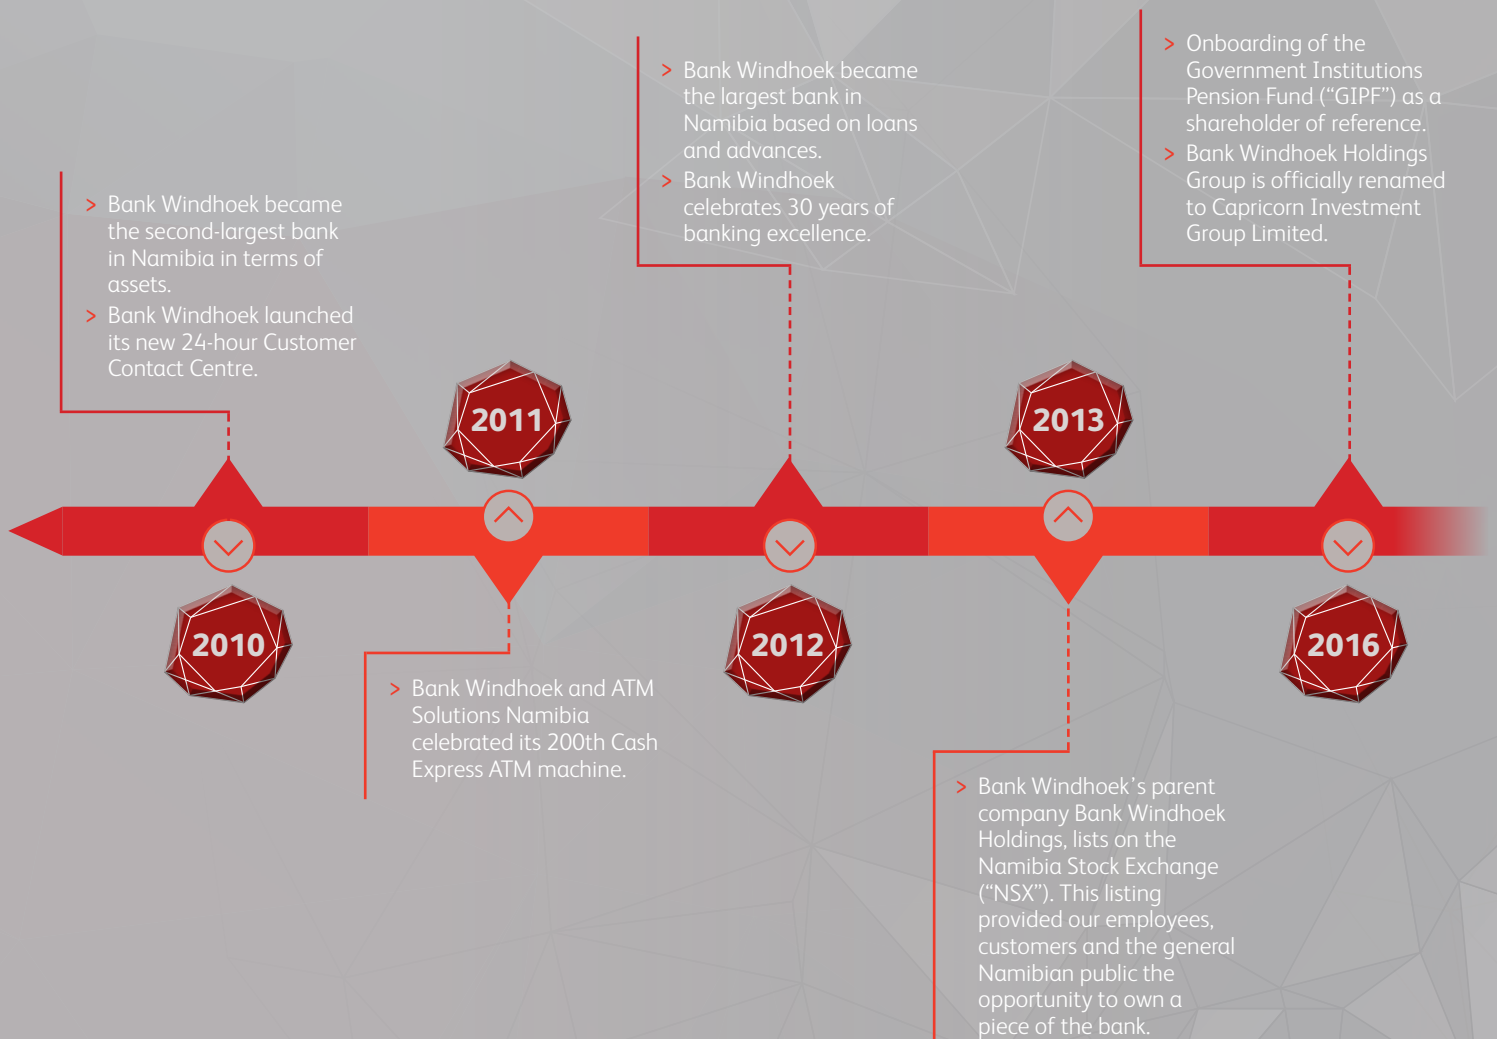 > Bank Windhoek became
the second-largest bank
in Namibia in terms of
assets.
> Bank Windhoek launched
its new 24-hour Customer
Contact Centre.
2010
2011
> Bank Windhoek and ATM
Solutions Namibia
celebrated its 200th Cash
Express ATM machine.
> Bank Windhoek became
the largest bank in
Namibia based on loans
and advances.
> Bank Windhoek
celebrates 30 years of
banking excellence.
2012
2013
> Bank Windhoek's parent
company Bank Windhoek
Holdings, lists on the
Namibia Stock Exchange
(“NSX”). This listing
provided our employees,
customers and the general
Namibian public the
opportunity to own a
piece of the bank.
> Onboarding of the
Government Institutions
Pension Fund (“GIPF”) as a
shareholder of reference.
> Bank Windhoek Holdings
Group is officially renamed
to Capricorn Investment
Group Limited.
2016